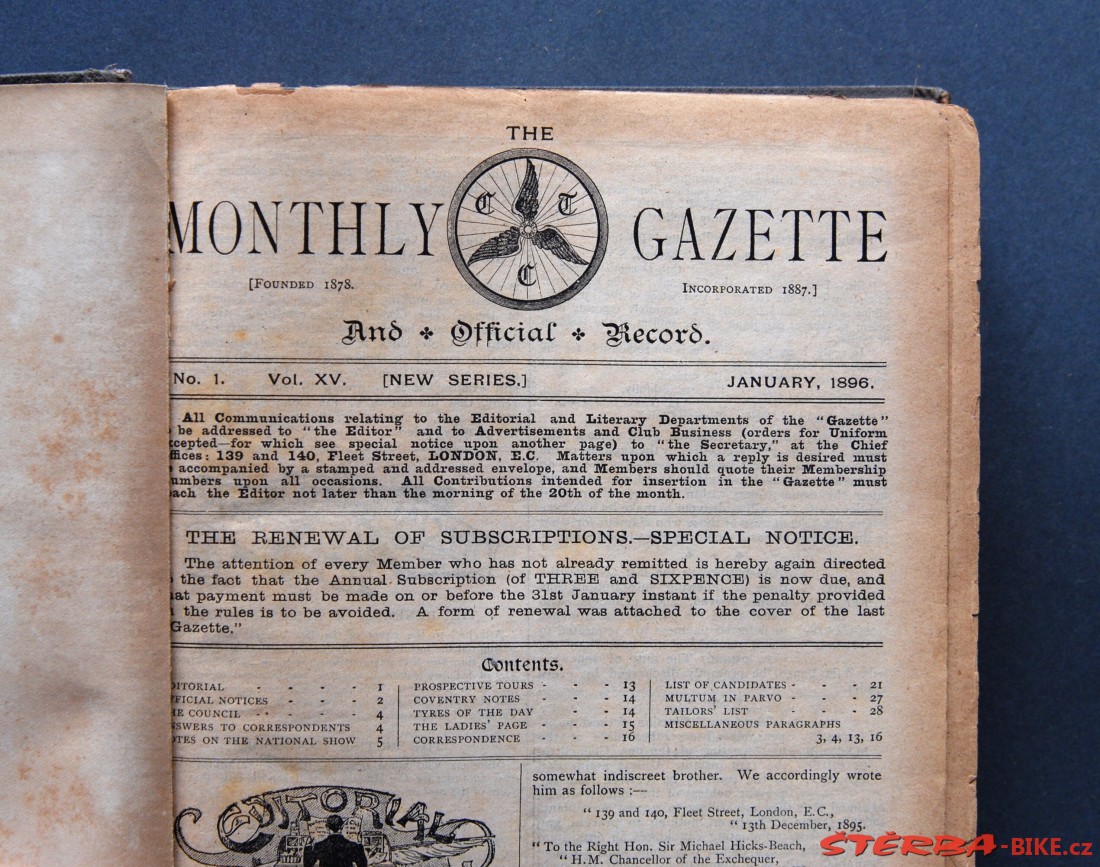 THE
MONTHLY GAZETTE
C T C
[FOUNDED 1878. INCORPORATED 1887.]
And Official Record.
No. 1. Vol. XV. [NEW SERIES.] JANUARY, 1896.
All Communications relating to the Editorial and Literary Departments of the "Gazette"
be addressed to "the Editor" and to Advertisements and Club Business (orders for Uniform
cepted—for which see special notice upon another page) to "the Secretary," at the Chief
ffices: 139 and 140, Fleet Street, LONDON, E.C. Matters upon which a reply is desired must
accompanied by a stamped and addressed envelope, and Members should quote their Membership
umbers upon all occasions. All Contributions intended for insertion in the "Gazette" must
ach the Editor not later than the morning of the 20th of the month.
THE RENEWAL OF SUBSCRIPTIONS.—SPECIAL NOTICE.
The attention of every Member who has not already remitted is hereby again directed
the fact that the Annual Subscription (of THREE and SIXPENCE) is now due, and
at payment must be made on or before the 31st January instant if the penalty provided
the rules is to be avoided. A form of renewal was attached to the cover of the last
Gazette."
Contents.
ITORIAL - - - - 1
FICIAL NOTICES - - - 2
E COUNCIL - - - - 4
SWERS TO CORRESPONDENTS 4
TES ON THE NATIONAL SHOW 5
PROSPECTIVE TOURS - - - 13
COVENTRY NOTES - - - 14
TYRES OF THE DAY - - - 14
THE LADIES' PAGE - - - 15
CORRESPONDENCE - - - 16
LIST OF CANDIDATES - - - 21
MULTUM IN PARVO - - - 27
TAILORS' LIST - - - 28
MISCELLANEOUS PARAGRAPHS
3, 4, 13, 16
EDITORIAL
somewhat indiscreet brother. We accordingly wrote
him as follows :—
" 139 and 140, Fleet Street, London, E.C.,
" 13th December, 1895.
" To the Right Hon. Sir Michael Hicks-Beach,
" H.M. Chancellor of the Exchequer,
ŠTĚRBA-BIKE.cz